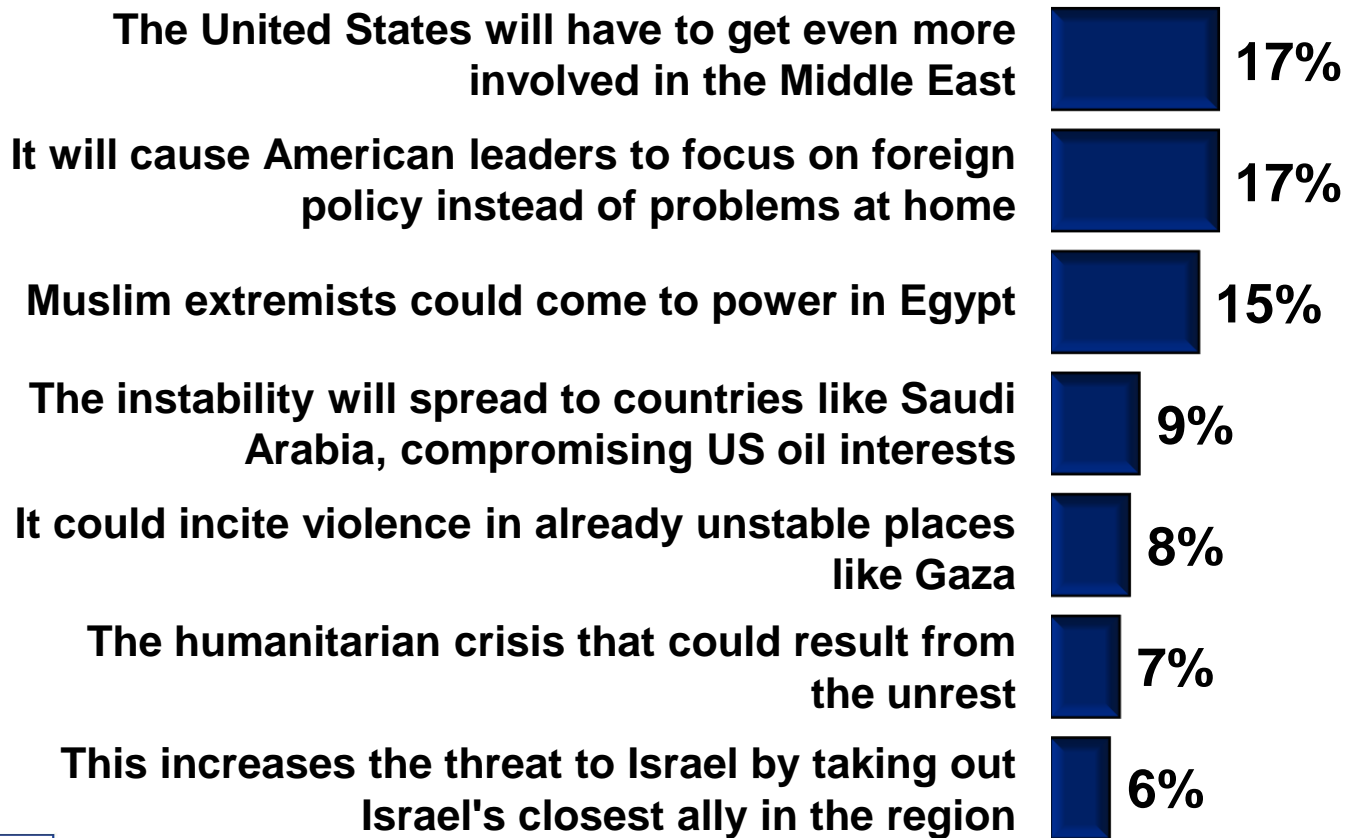 The United States will have to get even more
involved in the Middle East
17%
It will cause American leaders to focus on foreign
policy instead of problems at home
17%
Muslim extremists could come to power in Egypt
15%
The instability will spread to countries like Saudi
Arabia, compromising US oil interests
9%
It could incite violence in already unstable places
like Gaza
8%
The humanitarian crisis that could result from
the unrest
7%
This increases the threat to Israel by taking out
Israel's closest ally in the region
6%